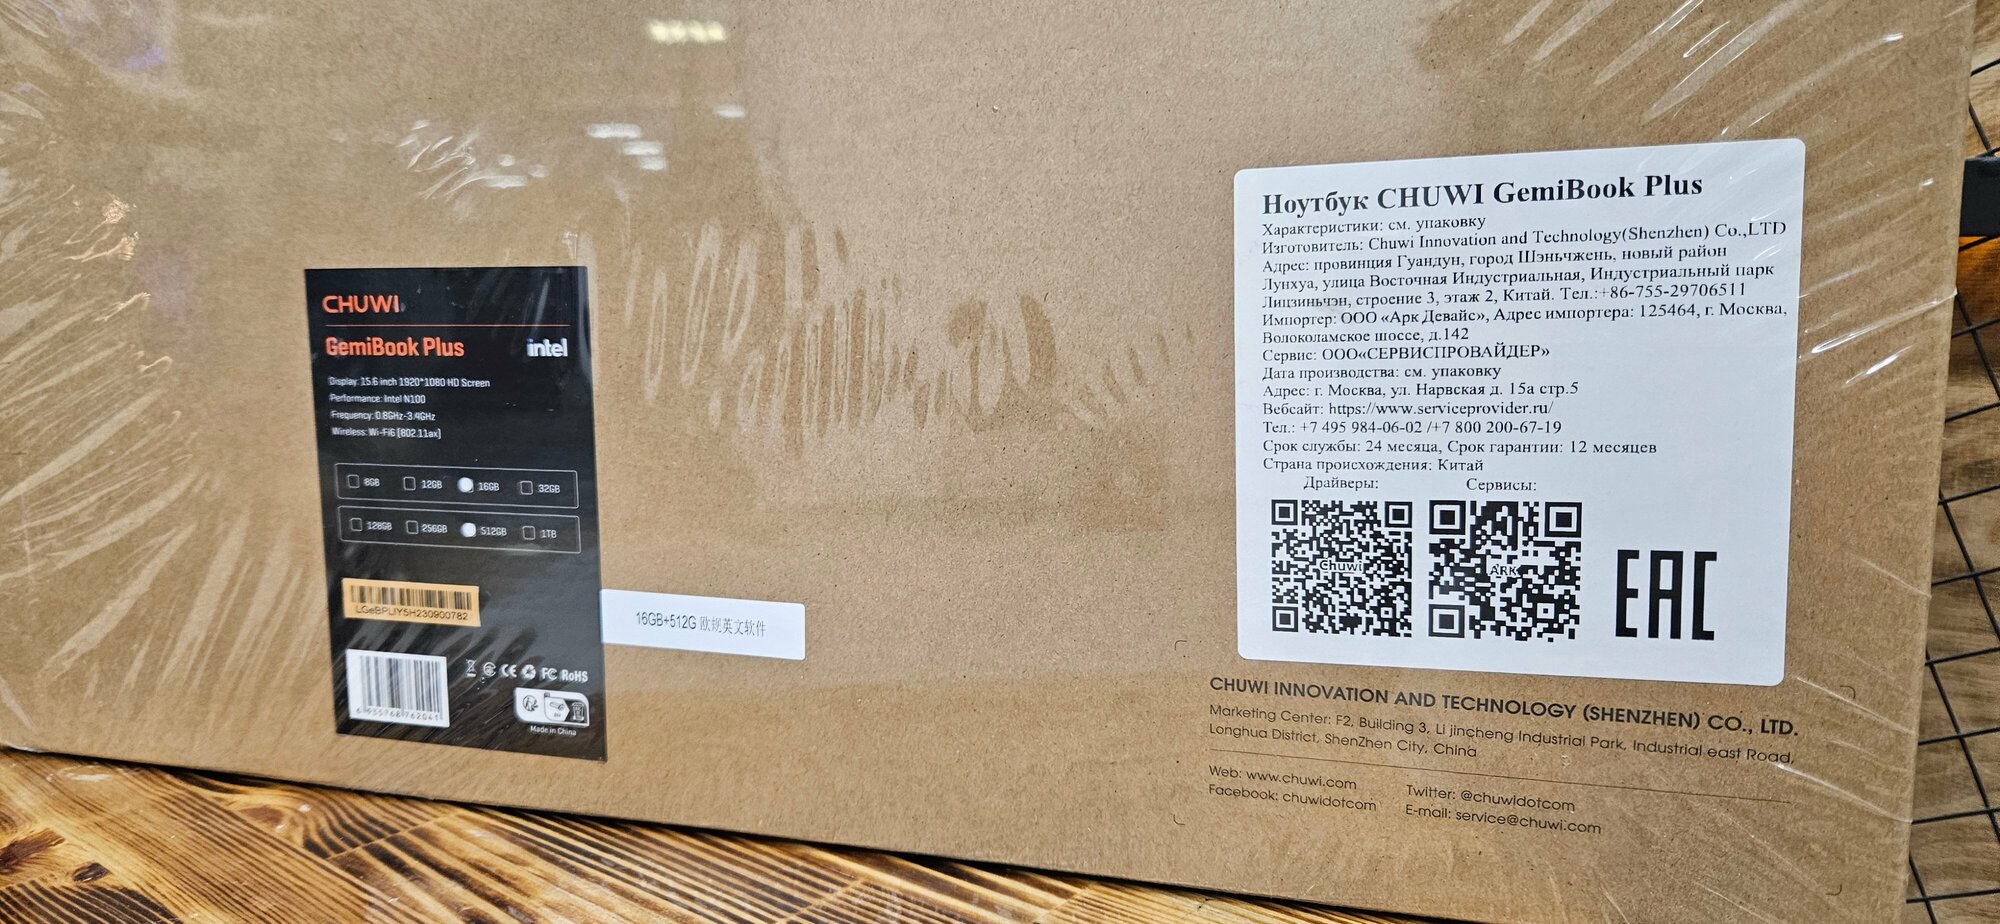 CHUWI
GemiBook Plus
intel
Display: 15.6 inch 1920*1080 HD Screen
Performance: Intel N100
Frequency: 0.8GHz-3.4GHz
Wireless: Wi-Fi6 (802.11ax)
8GB 12GB 16GB 32GB
128GB 256GB 512GB 1TB
LGeBPLIY5H230900782
CE FC RoHS
6 935768 762041
Made in China
16GB+512G 欧规英文软件
Ноутбук CHUWI GemiBook Plus
Характеристики: см. упаковку
Изготовитель: Chuwi Innovation and Technology(Shenzhen) Co.,LTD
Адрес: провинция Гуандун, город Шэньчжень, новый район
Лунхуа, улица Восточная Индустриальная, Индустриальный парк
Лицзиньчэн, строение 3, этаж 2, Китай. Тел.:+86-755-29706511
Импортер: ООО «Арк Девайс», Адрес импортера: 125464, г. Москва,
Волоколамское шоссе, д.142
Сервис: ООО«СЕРВИСПРОВАЙДЕР»
Дата производства: см. упаковку
Адрес: г. Москва, ул. Нарвская д. 15а стр.5
Вебсайт: https://www.serviceprovider.ru/
Тел.: +7 495 984-06-02 /+7 800 200-67-19
Срок службы: 24 месяца, Срок гарантии: 12 месяцев
Страна происхождения: Китай
Драйверы: Сервисы:
Chuwi ARK
EAC
CHUWI INNOVATION AND TECHNOLOGY (SHENZHEN) CO., LTD.
Marketing Center: F2, Building 3, Li jincheng Industrial Park, Industrial east Road,
Longhua District, ShenZhen City, China
Web: www.chuwi.com Twitter: @chuwidotcom
Facebook: chuwidotcom E-mail: service@chuwi.com